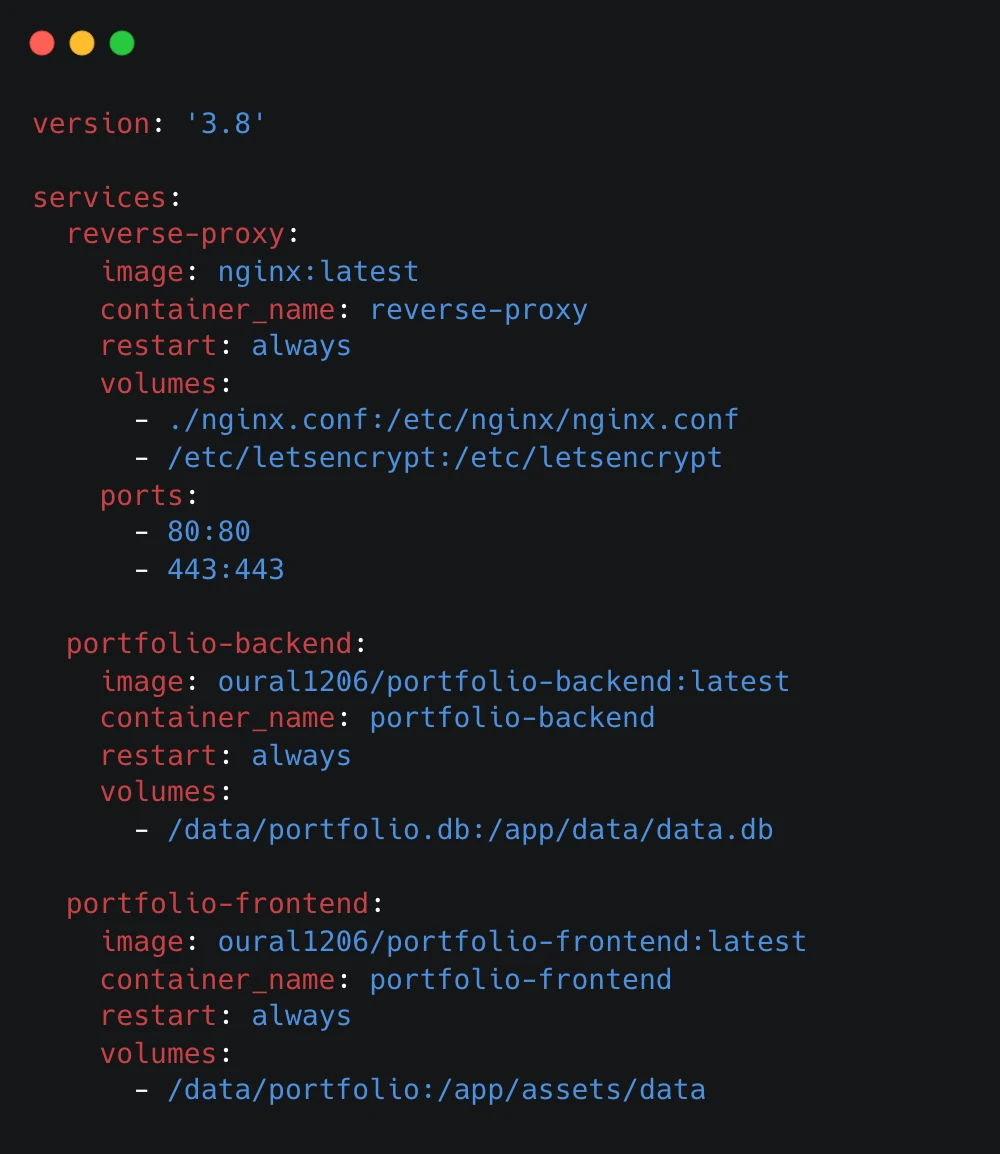 version: '3.8'

services:
  reverse-proxy:
    image: nginx:latest
    container_name: reverse-proxy
    restart: always
    volumes:
      - ./nginx.conf:/etc/nginx/nginx.conf
      - /etc/letsencrypt:/etc/letsencrypt
    ports:
      - 80:80
      - 443:443

  portfolio-backend:
    image: oural1206/portfolio-backend:latest
    container_name: portfolio-backend
    restart: always
    volumes:
      - /data/portfolio.db:/app/data/data.db

  portfolio-frontend:
    image: oural1206/portfolio-frontend:latest
    container_name: portfolio-frontend
    restart: always
    volumes:
      - /data/portfolio:/app/assets/data